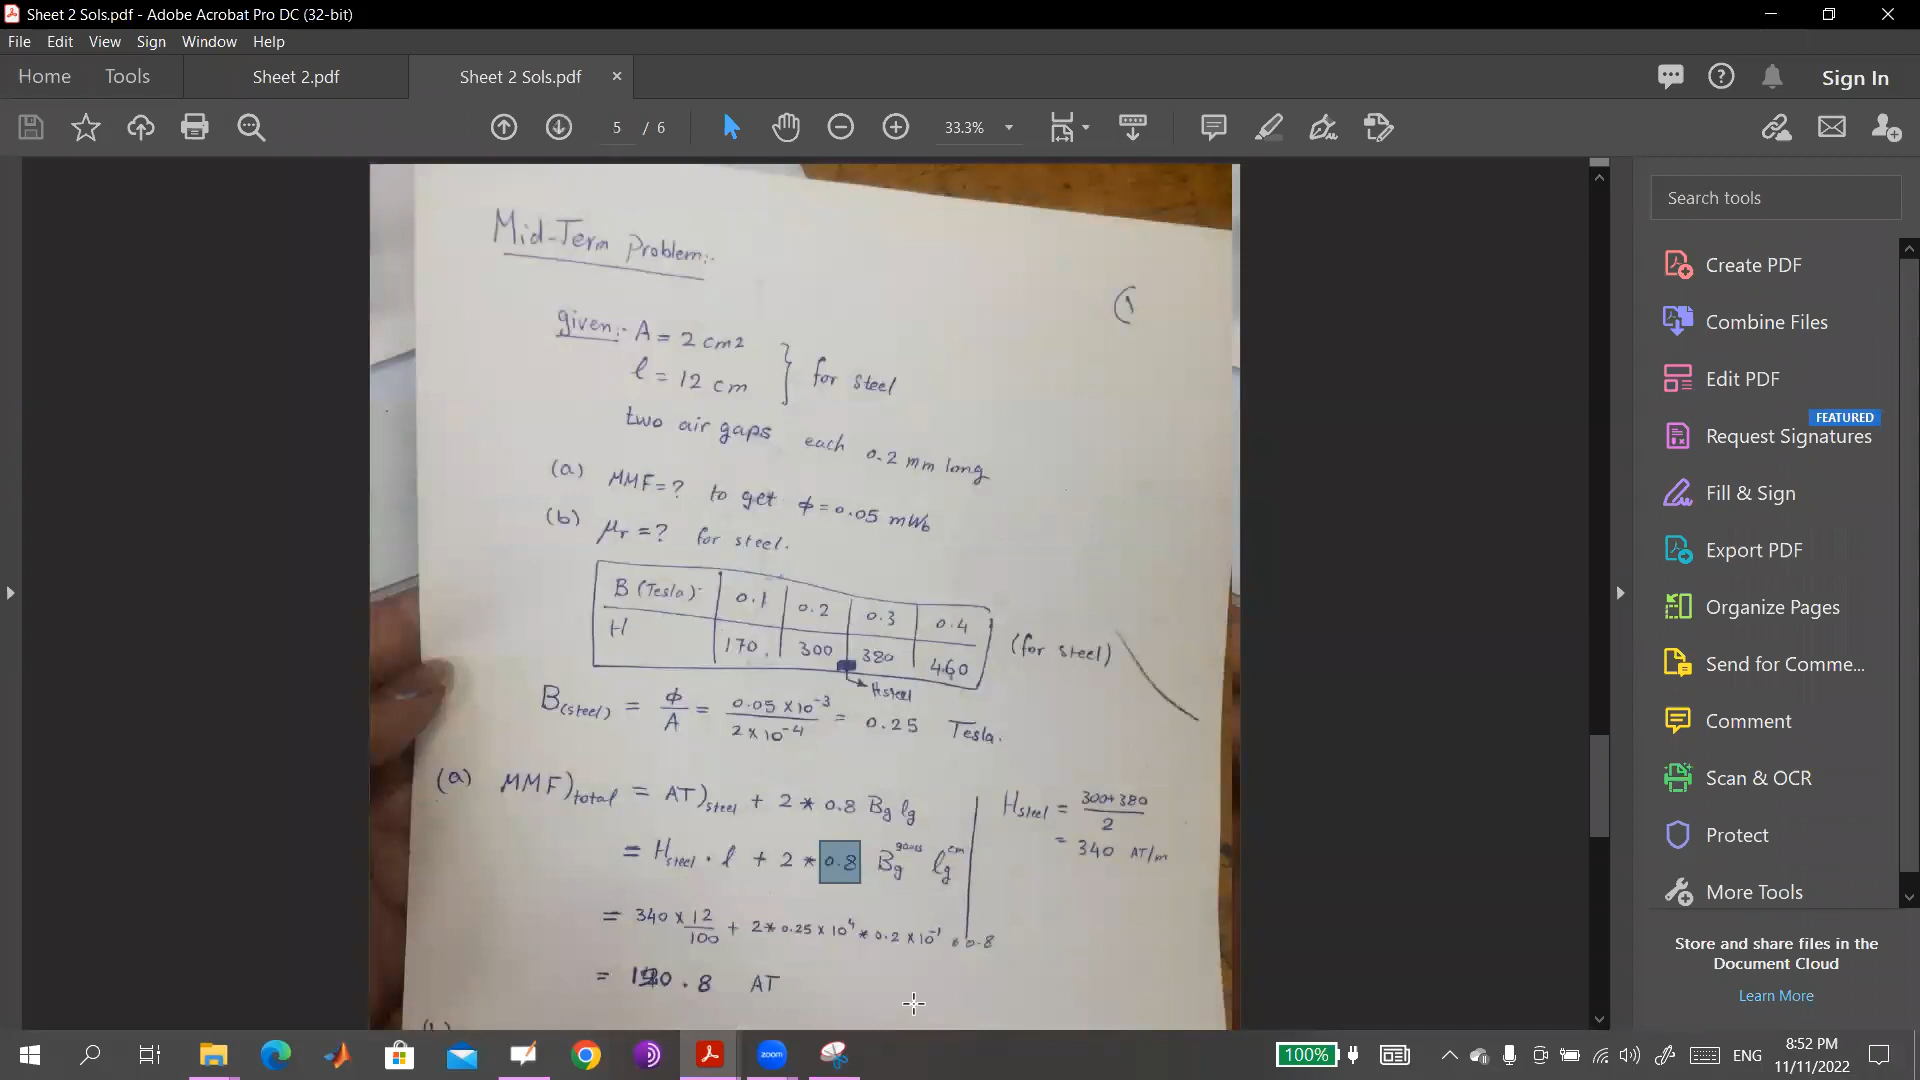 Sheet 2 Sols.pdf - Adobe Acrobat Pro DC (32-bit)
File Edit View Sign Window Help
Home Tools Sheet 2.pdf Sheet 2 Sols.pdf × Sign In
5 / 6 33.3%
Mid-Term Problem:.
(1
given:- A = 2 cm2
l = 12 cm } for steel
two air gaps each 0.2 mm long
(a) MMF = ? to get ϕ = 0.05 mWb
(b) μr = ? for steel.
B (Tesla) 0.1 0.2 0.3 0.4
H 170. 300 380 460 (for steel)
Hsteel
B(steel) = ϕ/A = 0.05 x10^-3 / 2 x 10^-4 = 0.25 Tesla.
(a) MMF)total = AT)steel + 2 * 0.8 Bg lg
= Hsteel . l + 2 * 0.8 Bg^gauss lg^cm
= 340 x 12/100 + 2 * 0.25 x 10^4 * 0.2 x 10^-1 * 0.8
= .8 AT
Hsteel = 300+380 / 2
= 340 AT/m
Search tools
Create PDF
Combine Files
Edit PDF
FEATURED
Request Signatures
Fill & Sign
Export PDF
Organize Pages
Send for Comme...
Comment
Scan & OCR
Protect
More Tools
Store and share files in the
Document Cloud
Learn More
100% zoom ENG 8:52 PM
11/11/2022